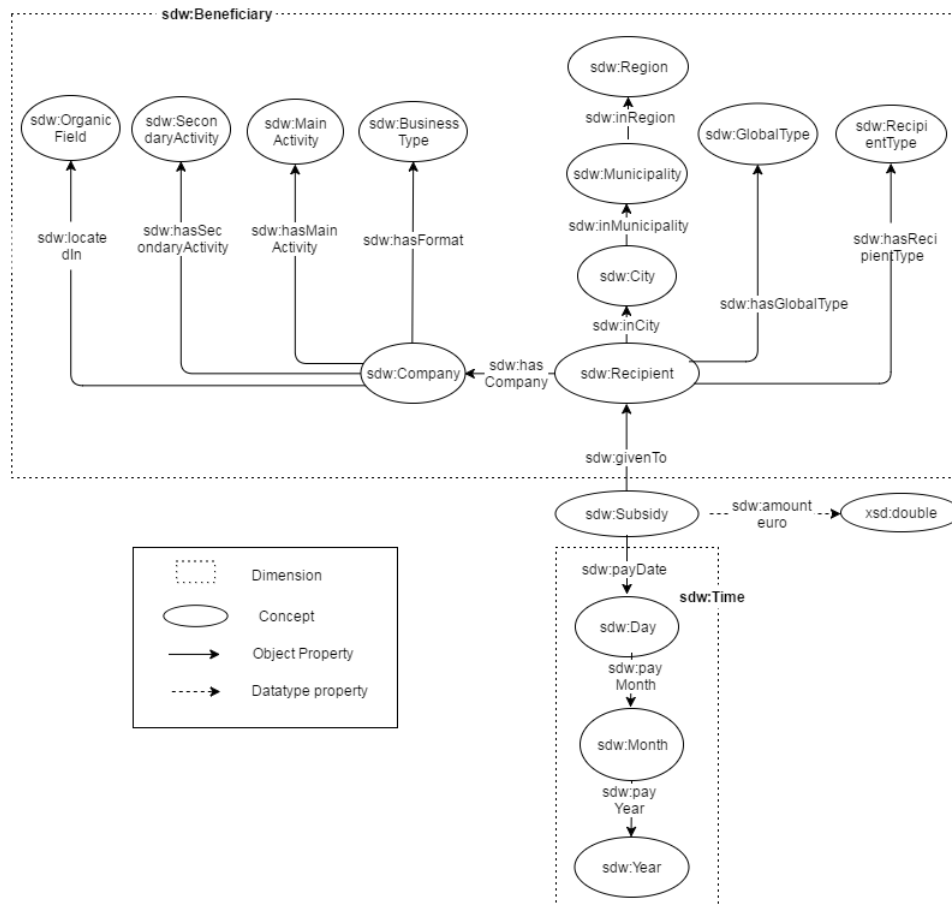 sdw:Beneficiary
sdw:Region
sdw:inRegion
sdw:Organic
Field
sdw:Secon
daryActivity
sdw:Main
Activity
sdw:Business
Type
sdw:GlobalType
sdw:Recipi
entType
sdw:Municipality
sdw:inMunicipality
sdw:locate
dIn
sdw:hasSec
ondaryActivity
sdw:hasMain
Activity
sdw:hasFormat
sdw:hasReci
pientType
sdw:City
sdw:hasGlobalType
sdw:inCity
sdw:Company
sdw:has
Company
sdw:Recipient
sdw:givenTo
sdw:Subsidy
sdw:amount
euro
xsd:double
sdw:payDate
sdw:Time
Dimension
Concept
Object Property
Datatype property
sdw:Day
sdw:pay
Month
sdw:Month
sdw:pay
Year
sdw:Year